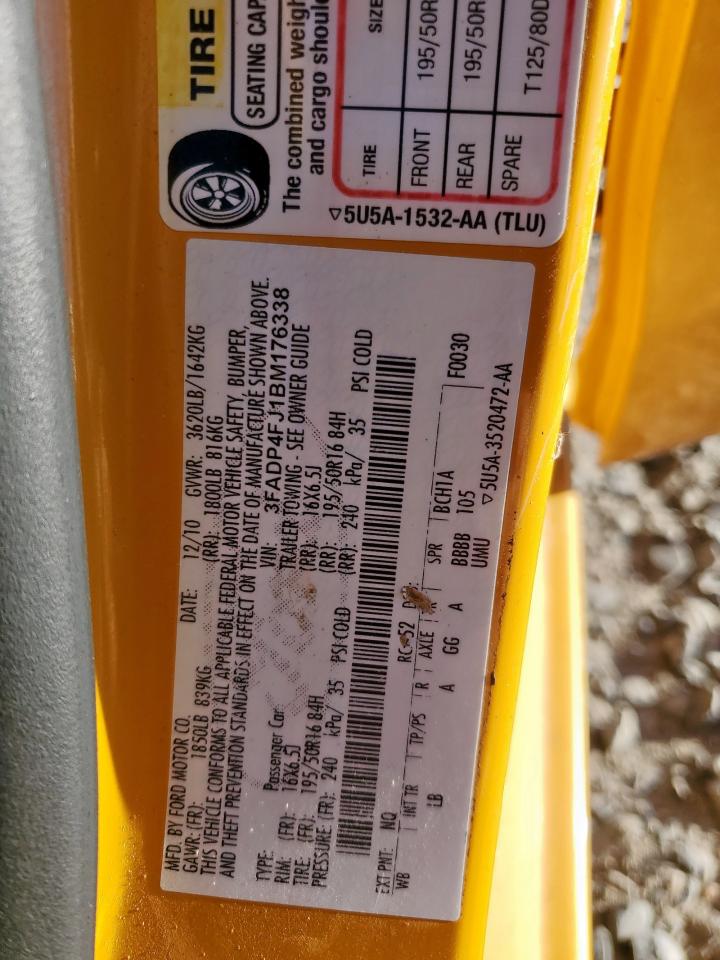 TIRE
SEATING CAP
The combined weigh
and cargo shoul
TIRE SIZE
FRONT 195/50R
REAR 195/50R
SPARE T125/80D
▽5U5A-1532-AA (TLU)
MFD. BY FORD MOTOR CO. DATE: 12/10 GVWR: 3620LB/1642KG
GAWR: (FR): 1850LB 839KG (RR): 1800LB 816KG
THIS VEHICLE CONFORMS TO ALL APPLICABLE FEDERAL MOTOR VEHICLE SAFETY, BUMPER,
AND THEFT PREVENTION STANDARDS IN EFFECT ON THE DATE OF MANUFACTURE SHOWN ABOVE.
VIN: 3FADP4FJ1BM176338
TYPE: Passenger Car TRAILER TOWING - SEE OWNER GUIDE
RIM: (FR): 16X6.5J (RR): 16X6.5J
TIRE: (FR): 195/50R16 84H (RR): 195/50R16 84H
PRESSURE: (FR): 240 kPa/ 35 PSI COLD (RR): 240 kPa/ 35 PSI COLD
EXT PNT: NQ RC: 52
WB INT TR TP/PS R AXLE SPR BCH1A F0030
LB A GG A BBBB 105
UMU ▽5U5A-3520472-AA